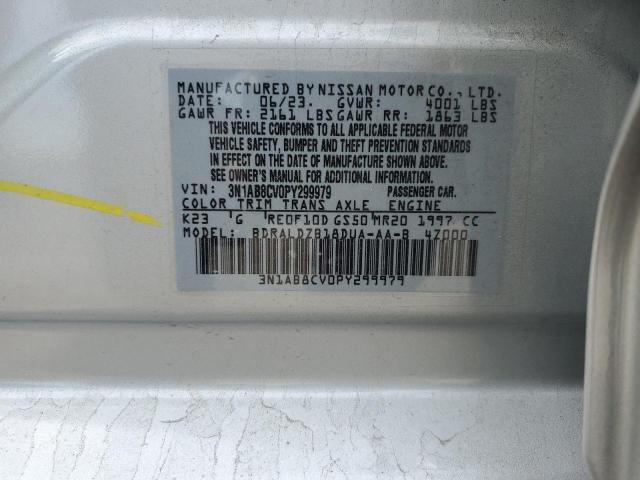 MANUFACTURED BY NISSAN MOTOR CO., LTD.
DATE: 06/23. GVWR: 4001 LBS
GAWR FR: 2161 LBS GAWR RR: 1863 LBS
THIS VEHICLE CONFORMS TO ALL APPLICABLE FEDERAL MOTOR
VEHICLE SAFETY, BUMPER AND THEFT PREVENTION STANDARDS
IN EFFECT ON THE DATE OF MANUFACTURE SHOWN ABOVE.
SEE OWNER'S MANUAL FOR ADDITIONAL INFORMATION.
VIN: 3N1AB8CV0PY299979 PASSENGER CAR.
COLOR TRIM TRANS AXLE ENGINE
K23 G RE0F10D GS50 MR20 1997 CC
MODEL: BDRALDZB18DUA-AA-B 4Z000
3N1AB8CV0PY299979